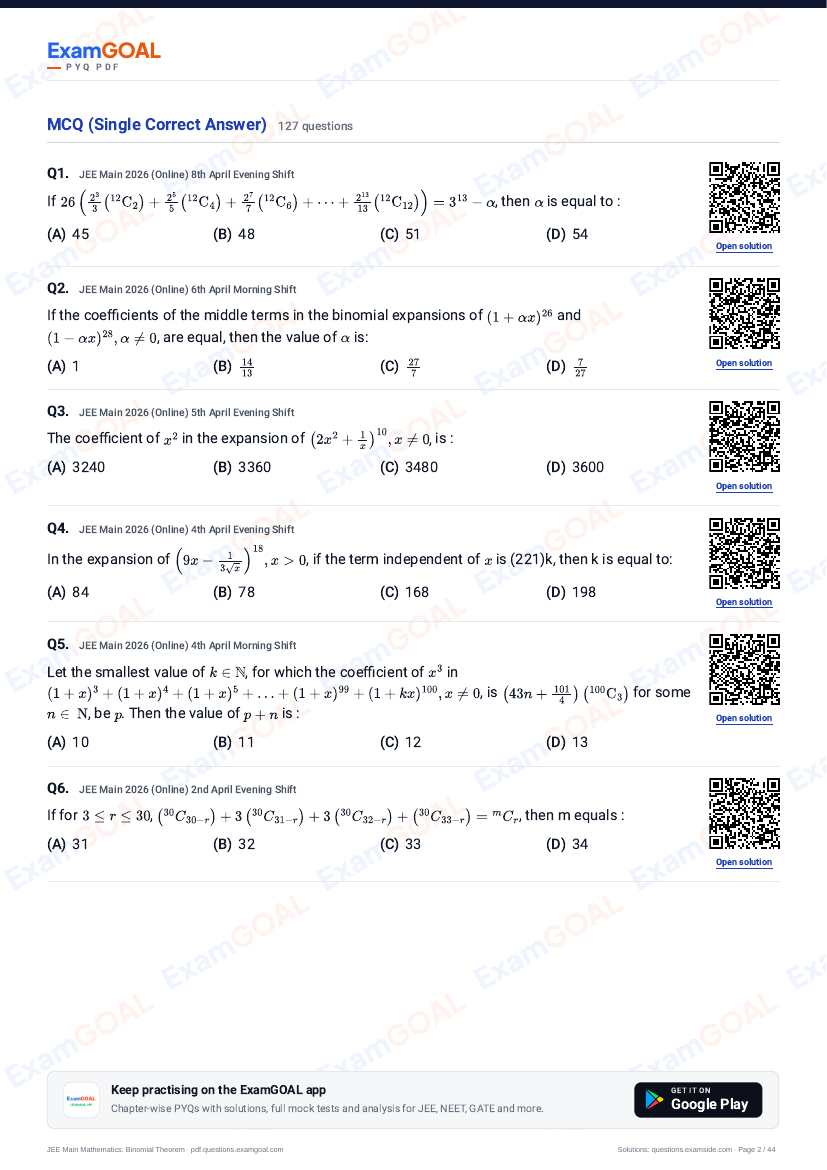 ExamGOAL
PYQ PDF
MCQ (Single Correct Answer) 127 questions
Q1. JEE Main 2026 (Online) 8th April Evening Shift
If 26 ( 2³/3 (¹²C₂) + 2⁵/5 (¹²C₄) + 2⁷/7 (¹²C₆) + ⋯ + 2¹³/13 (¹²C₁₂) ) = 3¹³ − α, then α is equal to :
(A) 45 (B) 48 (C) 51 (D) 54
Open solution
Q2. JEE Main 2026 (Online) 6th April Morning Shift
If the coefficients of the middle terms in the binomial expansions of (1 + αx)²⁶ and
(1 − αx)²⁸, α ≠ 0, are equal, then the value of α is:
(A) 1 (B) 14/13 (C) 27/7 (D) 7/27
Open solution
Q3. JEE Main 2026 (Online) 5th April Evening Shift
The coefficient of x² in the expansion of (2x² + 1/x)¹⁰, x ≠ 0, is :
(A) 3240 (B) 3360 (C) 3480 (D) 3600
Open solution
Q4. JEE Main 2026 (Online) 4th April Evening Shift
In the expansion of (9x − 1/(3√x))¹⁸, x > 0, if the term independent of x is (221)k, then k is equal to:
(A) 84 (B) 78 (C) 168 (D) 198
Open solution
Q5. JEE Main 2026 (Online) 4th April Morning Shift
Let the smallest value of k ∈ ℕ, for which the coefficient of x³ in
(1 + x)³ + (1 + x)⁴ + (1 + x)⁵ + … + (1 + x)⁹⁹ + (1 + kx)¹⁰⁰, x ≠ 0, is (43n + 101/4) (¹⁰⁰C₃) for some
n ∈ N, be p. Then the value of p + n is :
(A) 10 (B) 11 (C) 12 (D) 13
Open solution
Q6. JEE Main 2026 (Online) 2nd April Evening Shift
If for 3 ≤ r ≤ 30, (³⁰C₃₀₋ᵣ) + 3 (³⁰C₃₁₋ᵣ) + 3 (³⁰C₃₂₋ᵣ) + (³⁰C₃₃₋ᵣ) = ᵐCᵣ, then m equals :
(A) 31 (B) 32 (C) 33 (D) 34
Open solution
ExamGOAL
Keep practising on the ExamGOAL app
Chapter-wise PYQs with solutions, full mock tests and analysis for JEE, NEET, GATE and more.
GET IT ON
Google Play
JEE Main Mathematics: Binomial Theorem · pdf.questions.examgoal.com
Solutions: questions.examside.com · Page 2 / 44